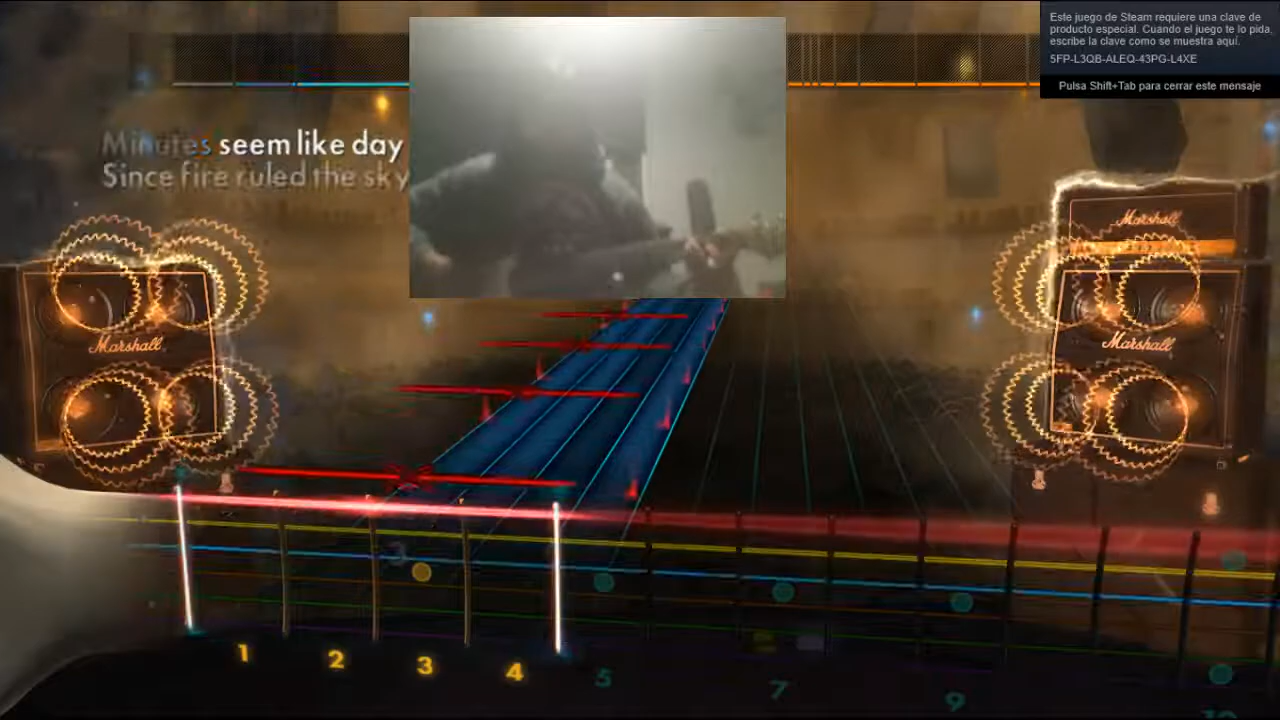 Este juego de Steam requiere una clave de
producto especial. Cuando el juego te lo pida,
escribe la clave como se muestra aquí.
5FP-L3QB-ALEQ-43PG-L4XE
Pulsa Shift+Tab para cerrar este mensaje
Minutes seem like day
Since fire ruled the sky
Marshall
Marshall
Marshall
3
1 2 3 4 5 7 9